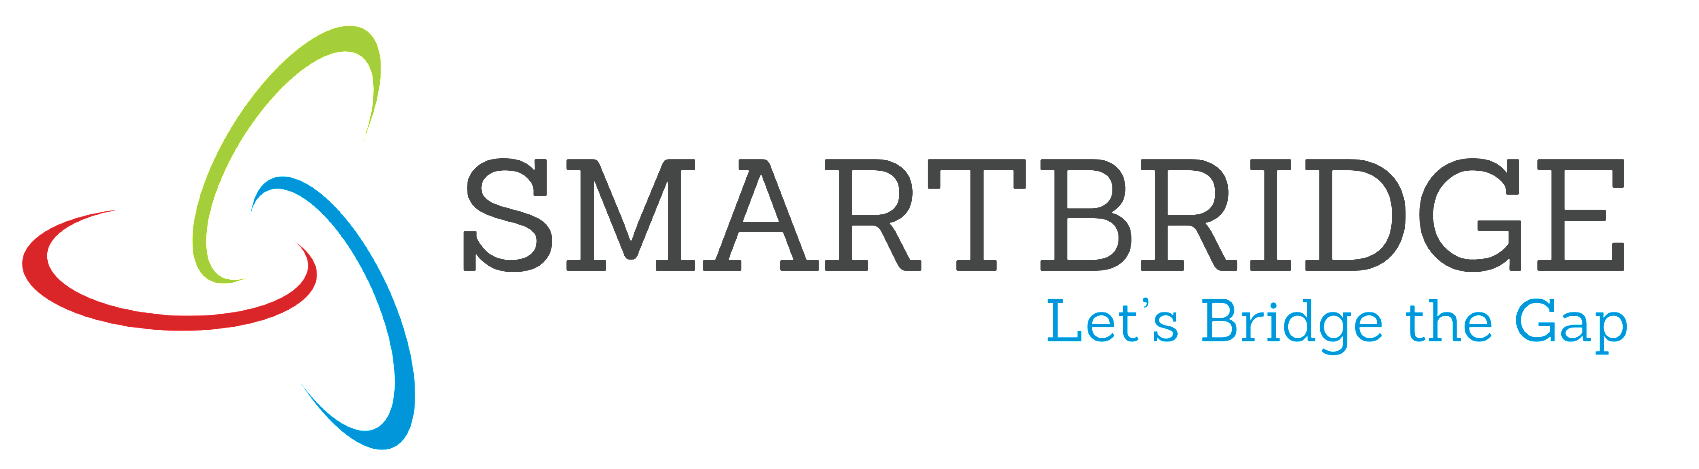 SMARTBRIDGE
Let's Bridge the Gap